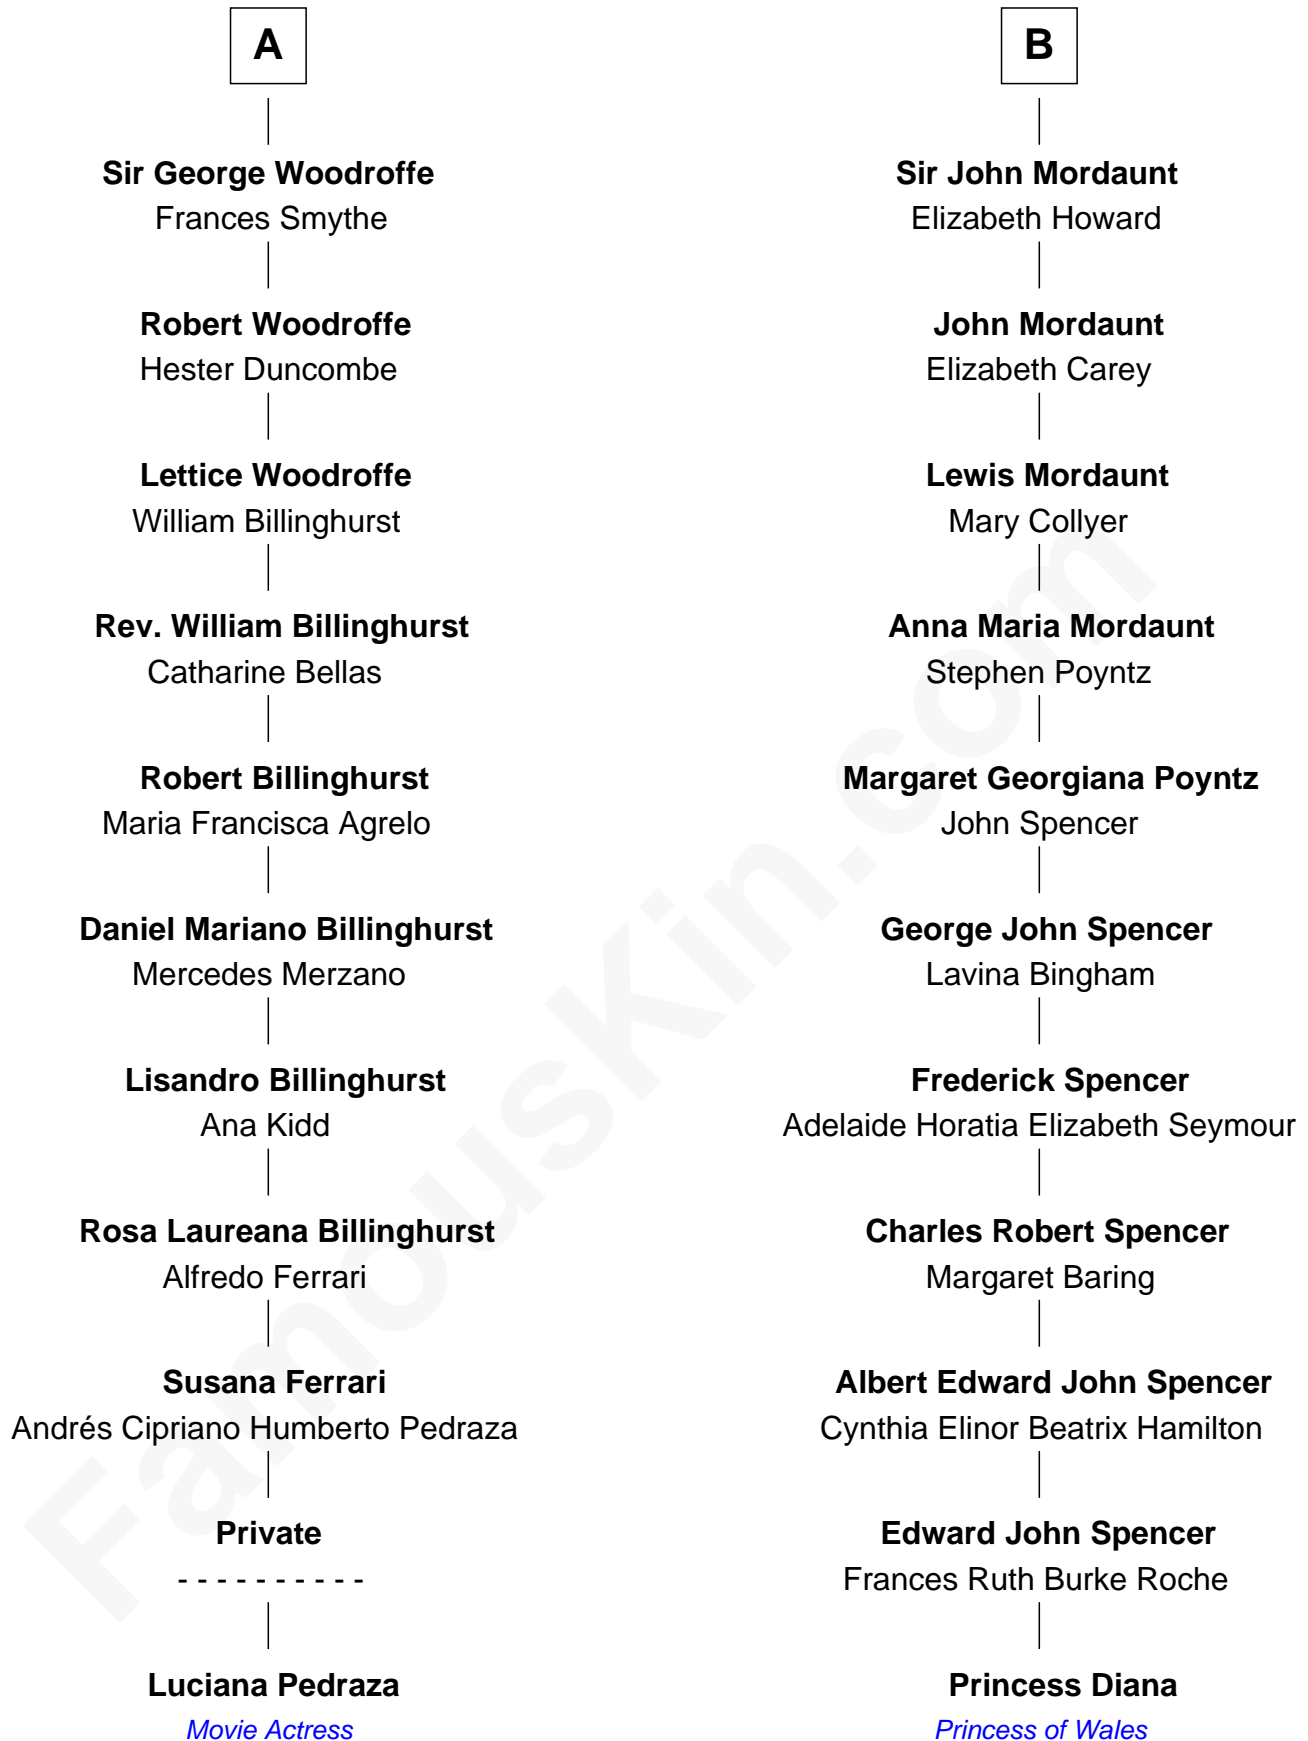 A
Sir George Woodroffe
Frances Smythe
Robert Woodroffe
Hester Duncombe
Lettice Woodroffe
William Billinghurst
Rev. William Billinghurst
Catharine Bellas
Robert Billinghurst
Maria Francisca Agrelo
Daniel Mariano Billinghurst
Mercedes Merzano
Lisandro Billinghurst
Ana Kidd
Rosa Laureana Billinghurst
Alfredo Ferrari
Susana Ferrari
Andrés Cipriano Humberto Pedraza
Private
- - - - - - - - - -
Luciana Pedraza
Movie Actress
B
Sir John Mordaunt
Elizabeth Howard
John Mordaunt
Elizabeth Carey
Lewis Mordaunt
Mary Collyer
Anna Maria Mordaunt
Stephen Poyntz
Margaret Georgiana Poyntz
John Spencer
George John Spencer
Lavina Bingham
Frederick Spencer
Adelaide Horatia Elizabeth Seymour
Charles Robert Spencer
Margaret Baring
Albert Edward John Spencer
Cynthia Elinor Beatrix Hamilton
Edward John Spencer
Frances Ruth Burke Roche
Princess Diana
Princess of Wales
FamousKin.com